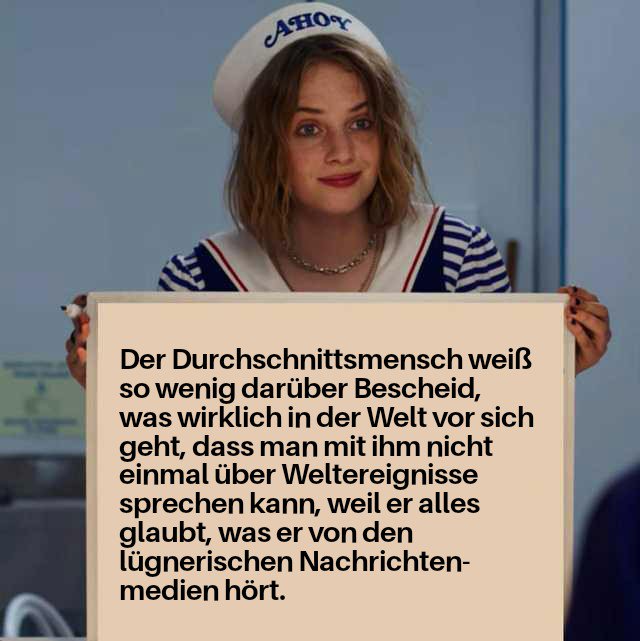 AHOY
Der Durchschnittsmensch weiß
so wenig darüber Bescheid,
was wirklich in der Welt vor sich
geht, dass man mit ihm nicht
einmal über Weltereignisse
sprechen kann, weil er alles
glaubt, was er von den
lügnerischen Nachrichten-
medien hört.